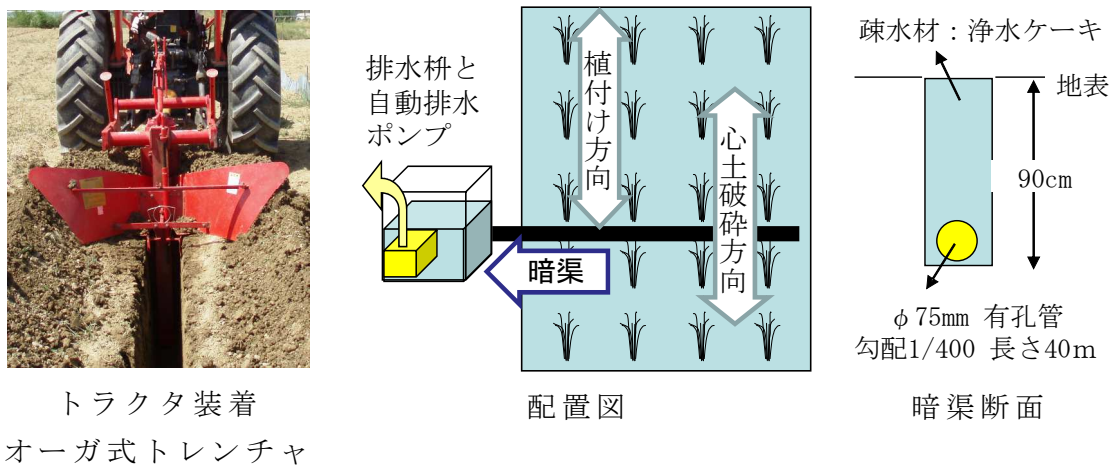 排水枡と
自動排水
ポンプ
植付け方向
心土破砕方向
暗渠
疎水材：浄水ケーキ
地表
90cm
φ75mm 有孔管
勾配1/400 長さ40m
トラクタ装着
オーガ式トレンチャ
配置図
暗渠断面